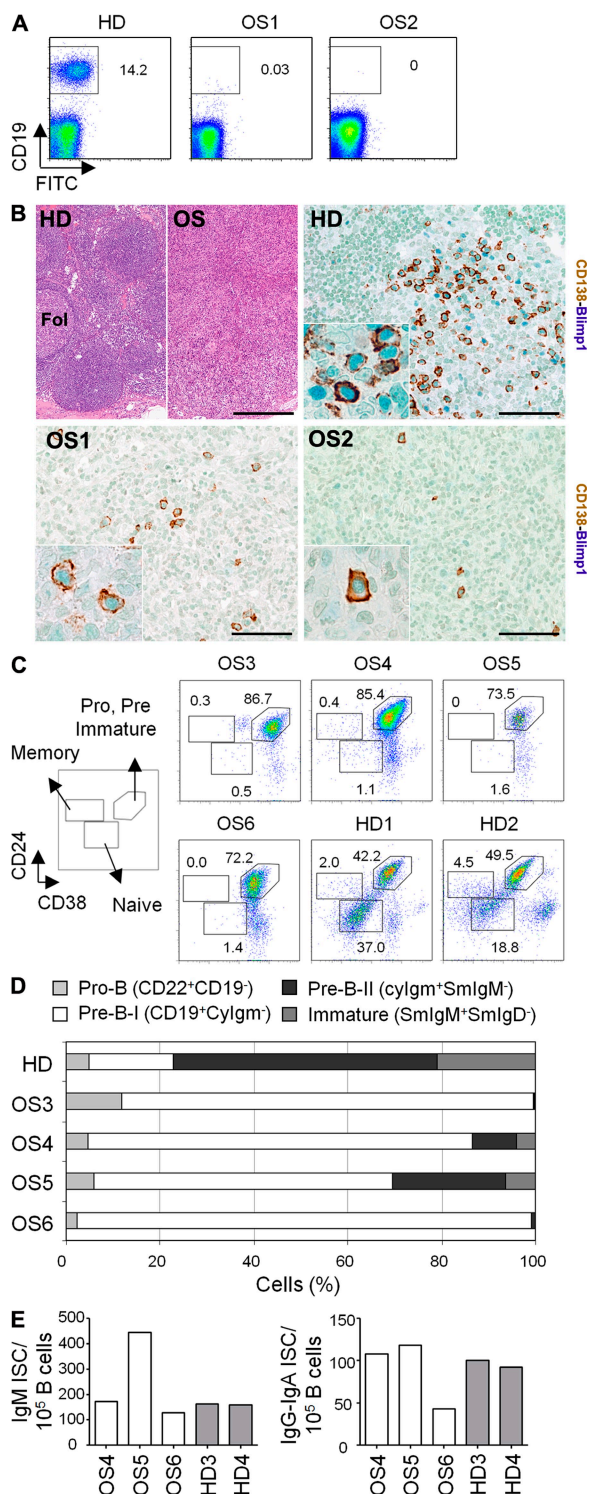 A
HD OS1 OS2
14.2 0.03 0
CD19
FITC
B
HD OS HD
Fol
CD138-Blimp1
OS1 OS2
CD138-Blimp1
C
OS3 OS4 OS5
0.3 86.7 0.4 85.4 0 73.5
Pro, Pre
Immature
Memory
0.5 1.1 1.6
CD24
CD38
Naive
OS6 HD1 HD2
0.0 72.2 2.0 42.2 4.5 49.5
1.4 37.0 18.8
D
Pro-B (CD22+CD19-) Pre-B-II (cyIgm+SmIgM-)
Pre-B-I (CD19+CyIgm-) Immature (SmIgM+SmIgD-)
HD
OS3
OS4
OS5
OS6
0 20 40 60 80 100
Cells (%)
E
IgM ISC/
10⁵ B cells
500
400
300
200
100
0
OS4 OS5 OS6 HD3 HD4
IgG-IgA ISC/
10⁵ B cells
150
100
50
0
OS4 OS5 OS6 HD3 HD4